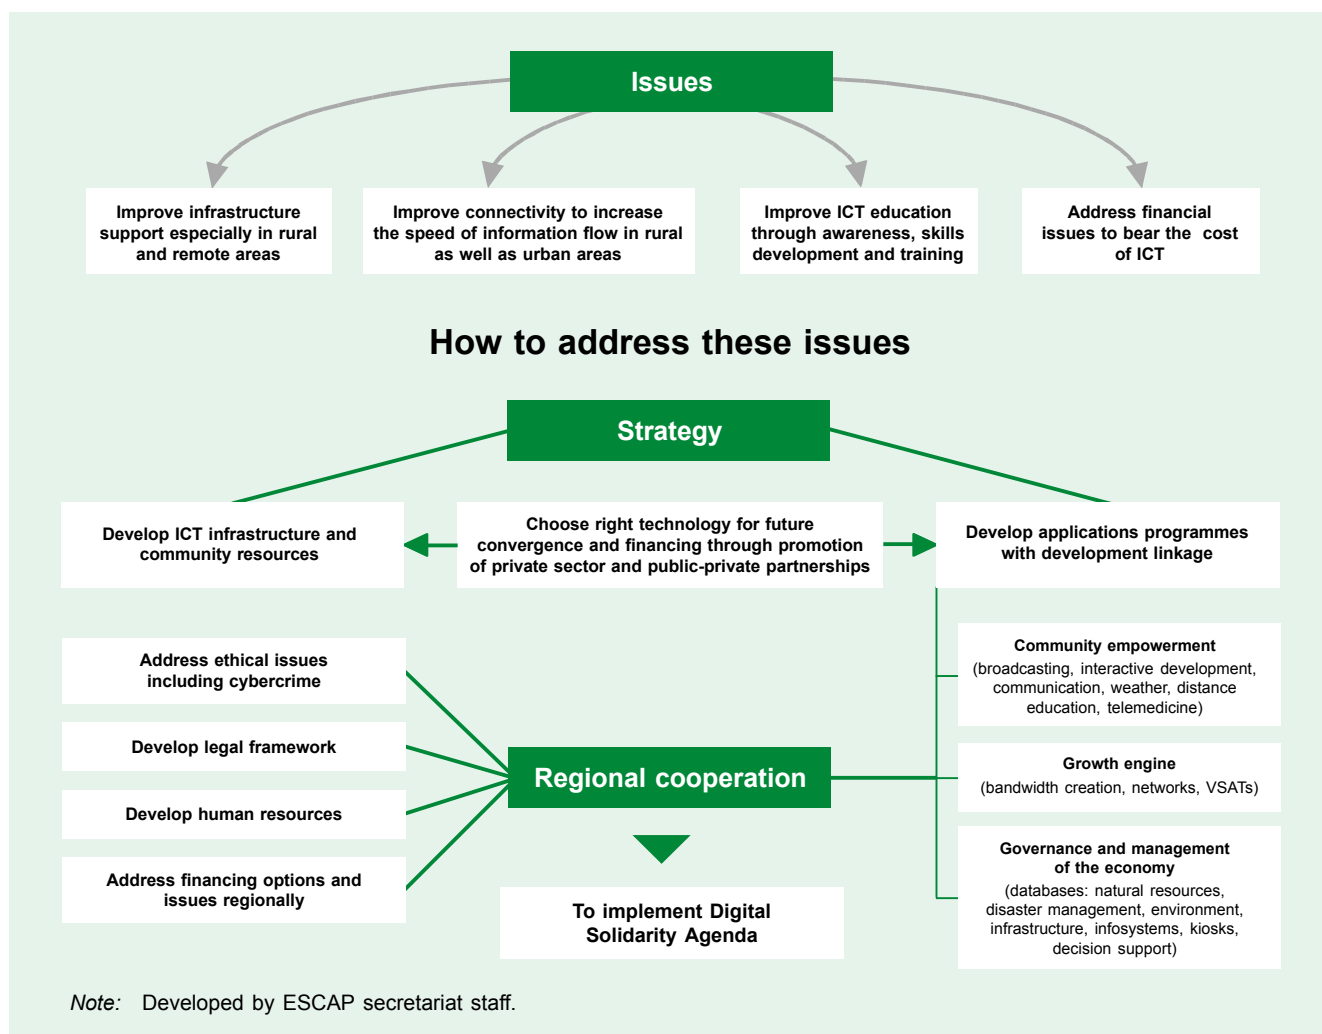 Issues
Improve infrastructure
support especially in rural
and remote areas
Improve connectivity to increase
the speed of information flow in rural
as well as urban areas
Improve ICT education
through awareness, skills
development and training
Address financial
issues to bear the cost
of ICT
How to address these issues
Strategy
Develop ICT infrastructure and
community resources
Choose right technology for future
convergence and financing through promotion
of private sector and public-private partnerships
Develop applications programmes
with development linkage
Address ethical issues
including cybercrime
Develop legal framework
Develop human resources
Address financing options and
issues regionally
Regional cooperation
To implement Digital
Solidarity Agenda
Community empowerment
(broadcasting, interactive development,
communication, weather, distance
education, telemedicine)
Growth engine
(bandwidth creation, networks, VSATs)
Governance and management
of the economy
(databases: natural resources,
disaster management, environment,
infrastructure, infosystems, kiosks,
decision support)
Note: Developed by ESCAP secretariat staff.